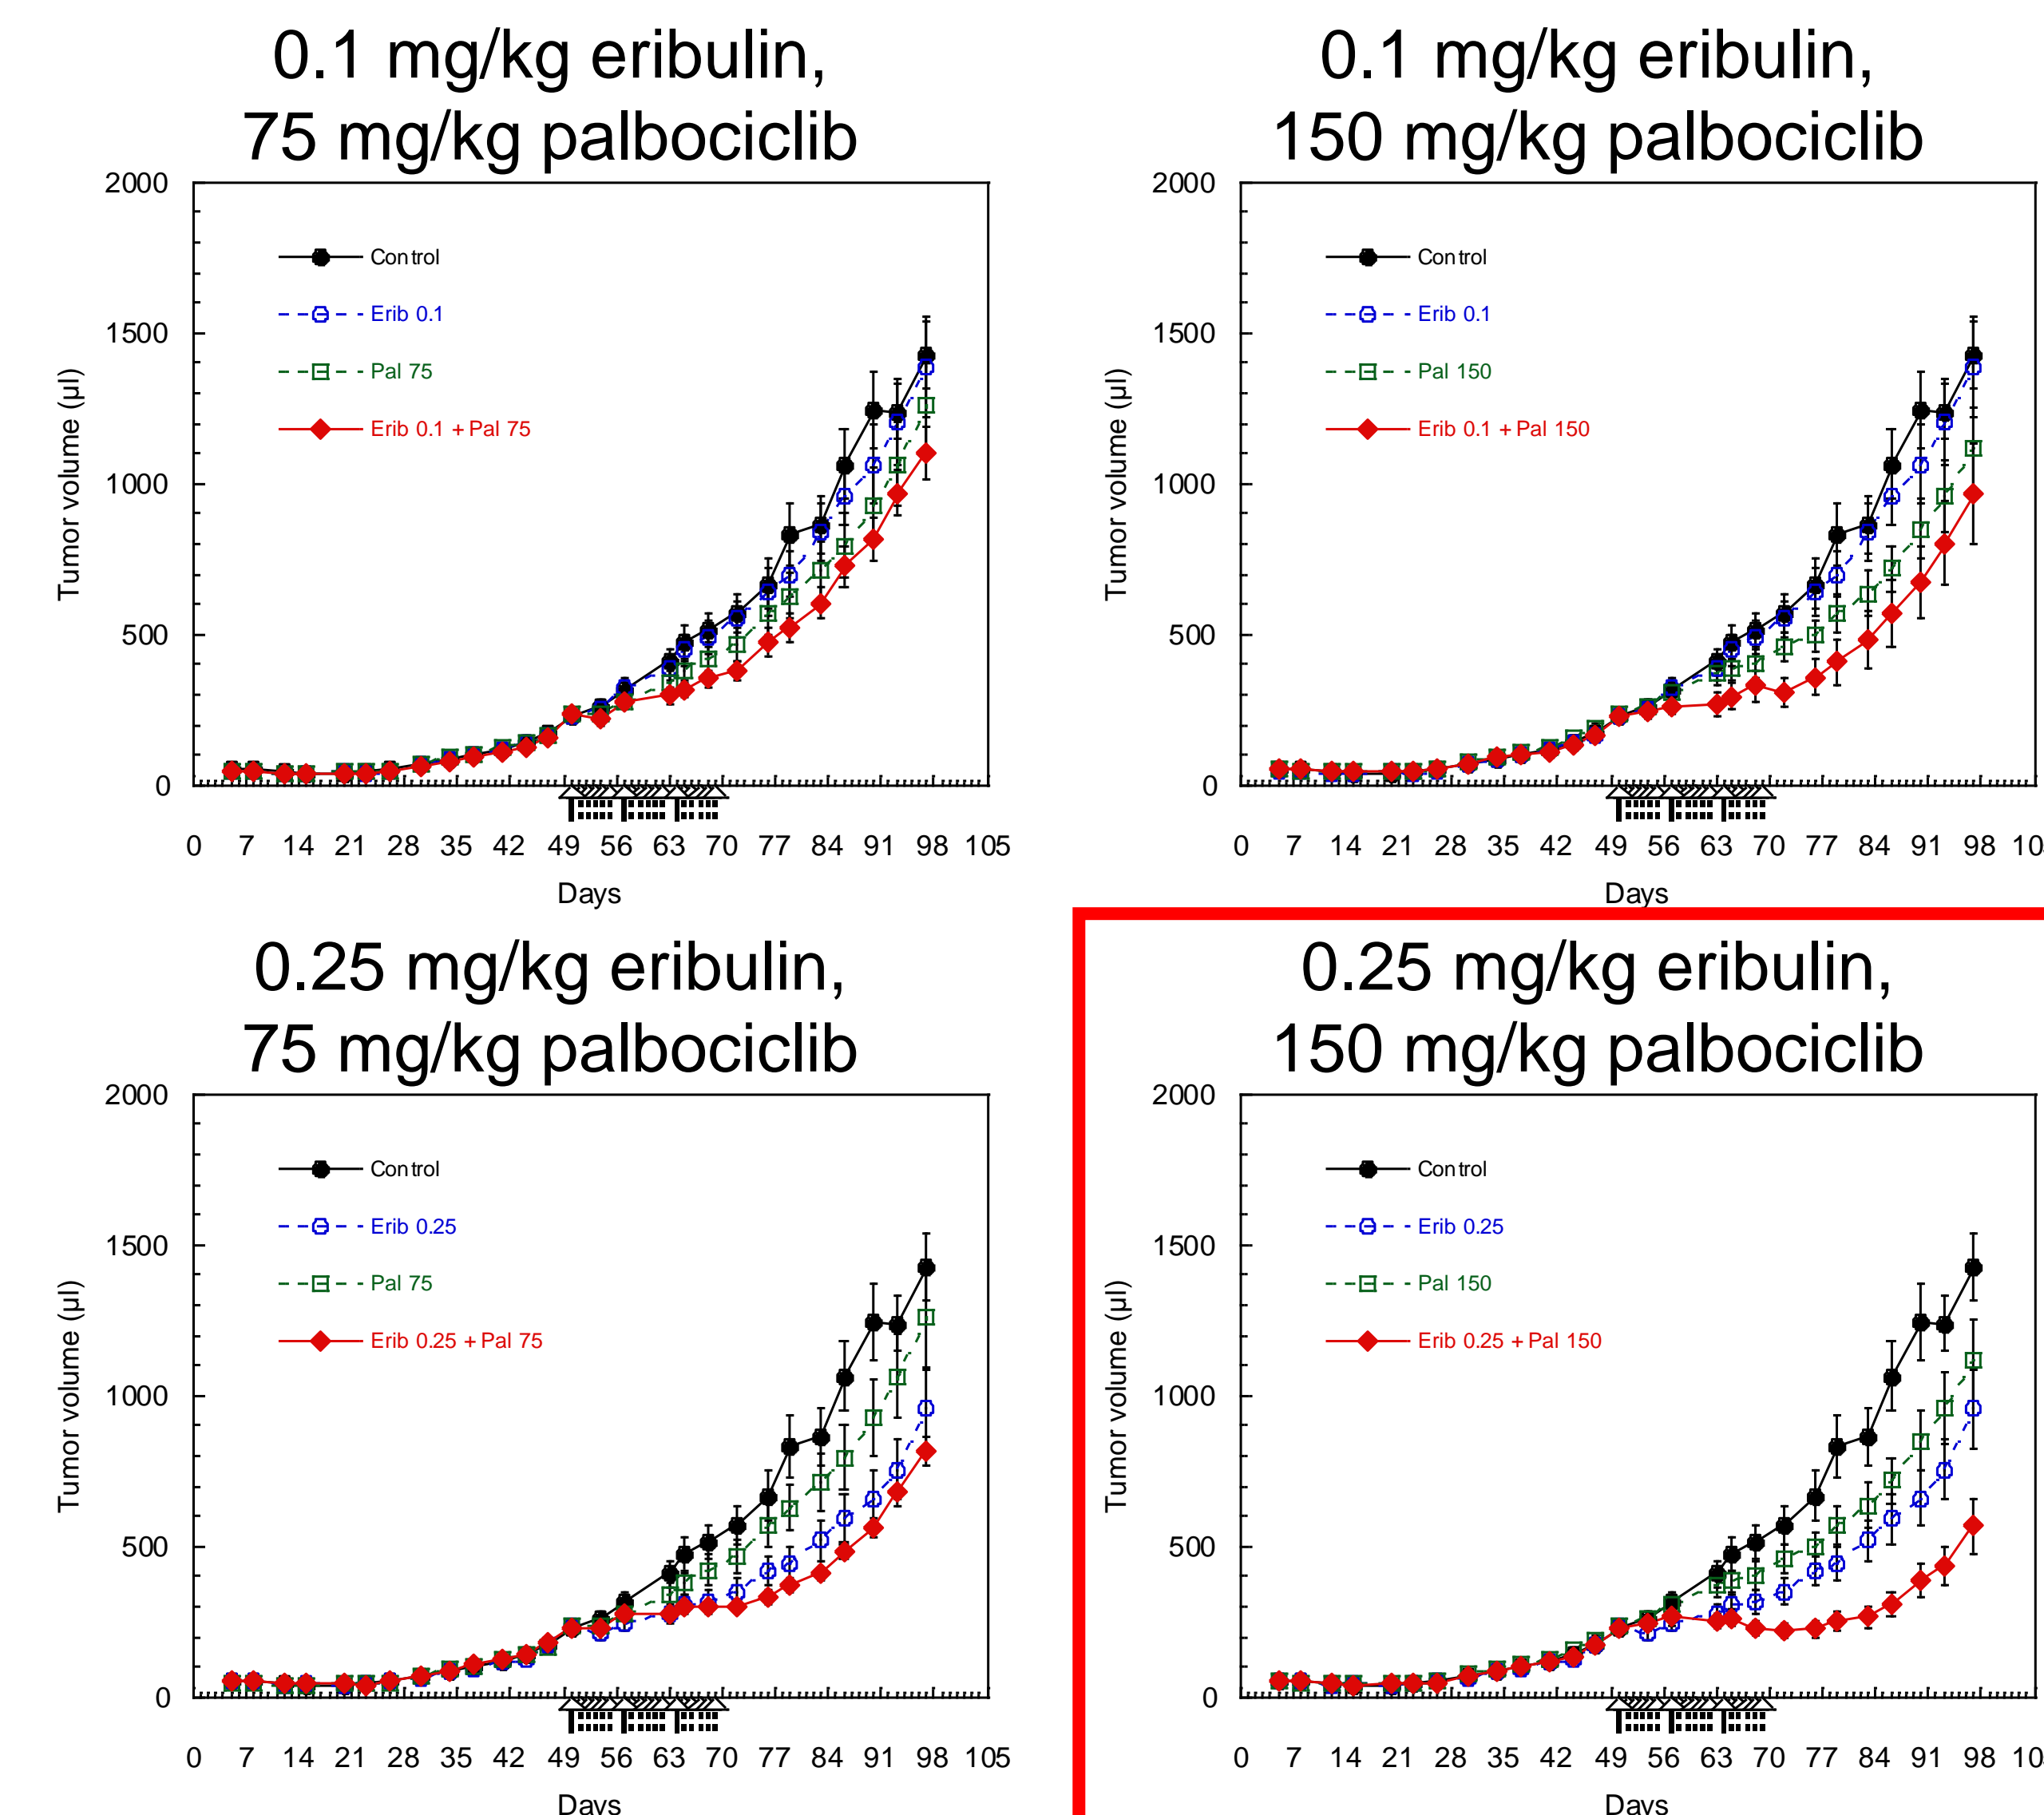 0.1 mg/kg eribulin,
75 mg/kg palbociclib
2000
1500
1000
500
0
Tumor volume (µl)
Control
Erib 0.1
Pal 75
Erib 0.1 + Pal 75
0 7 14 21 28 35 42 49 56 63 70 77 84 91 98 105
Days
0.1 mg/kg eribulin,
150 mg/kg palbociclib
2000
1500
1000
500
0
Tumor volume (µl)
Control
Erib 0.1
Pal 150
Erib 0.1 + Pal 150
0 7 14 21 28 35 42 49 56 63 70 77 84 91 98 10
Days
0.25 mg/kg eribulin,
75 mg/kg palbociclib
2000
1500
1000
500
0
Tumor volume (µl)
Control
Erib 0.25
Pal 75
Erib 0.25 + Pal 75
0 7 14 21 28 35 42 49 56 63 70 77 84 91 98 105
Days
0.25 mg/kg eribulin,
150 mg/kg palbociclib
2000
1500
1000
500
0
Tumor volume (µl)
Control
Erib 0.25
Pal 150
Erib 0.25 + Pal 150
0 7 14 21 28 35 42 49 56 63 70 77 84 91 98 10
Days